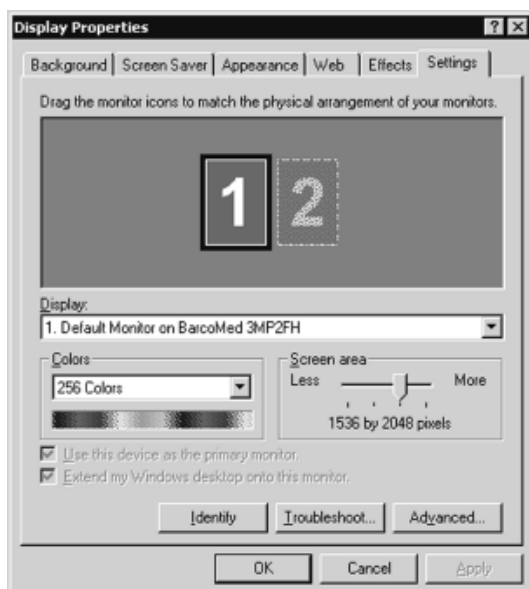 Display Properties
Background Screen Saver Appearance Web Effects Settings
Drag the monitor icons to match the physical arrangement of your monitors.
1 2
Display:
1. Default Monitor on BarcoMed 3MP2FH
Colors
256 Colors
Screen area
Less More
1536 by 2048 pixels
Use this device as the primary monitor.
Extend my Windows desktop onto this monitor.
Identify Troubleshoot... Advanced...
OK Cancel Apply